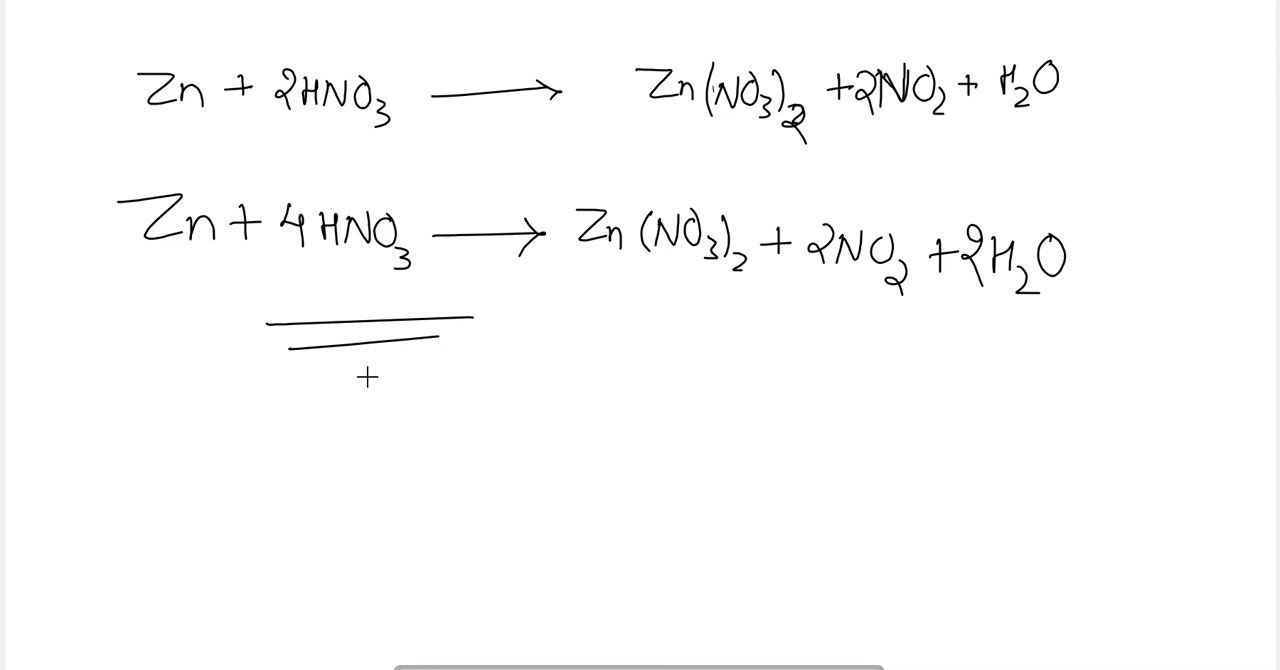 Zn + 2HNO₃ ⟶ Zn(NO₃)₂ +2NO₂ + H₂O
Zn + 4HNO₃ ⟶ Zn(NO₃)₂ + 2NO₂ +2H₂O
+